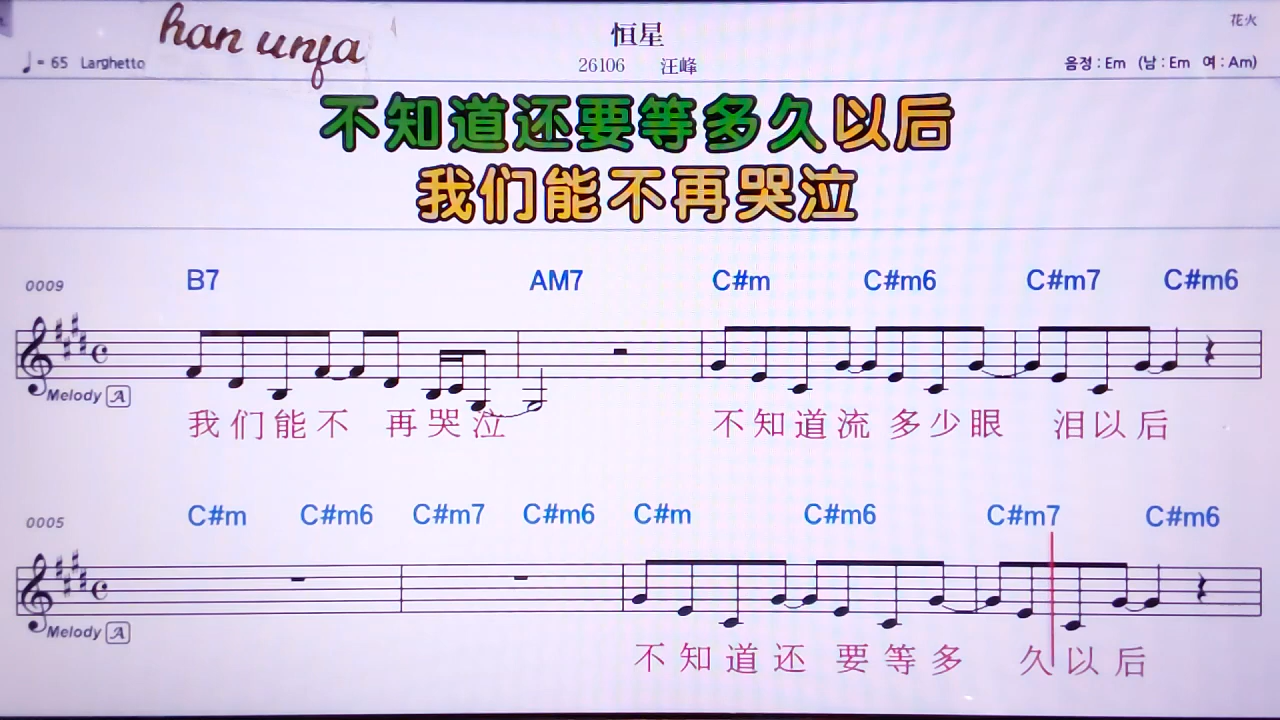 han unfa
恒星
花火
♩= 65 Larghetto
26106 汪峰
음정 : Em (남 : Em 여 : Am)
不知道还要等多久以后
我们能不再哭泣
0009
B7 AM7 C#m C#m6 C#m7 C#m6
Melody A
我们能不 再哭泣 不知道流 多少眼 泪以后
0005
C#m C#m6 C#m7 C#m6 C#m C#m6 C#m7 C#m6
Melody A
不知道还 要等多 久以后